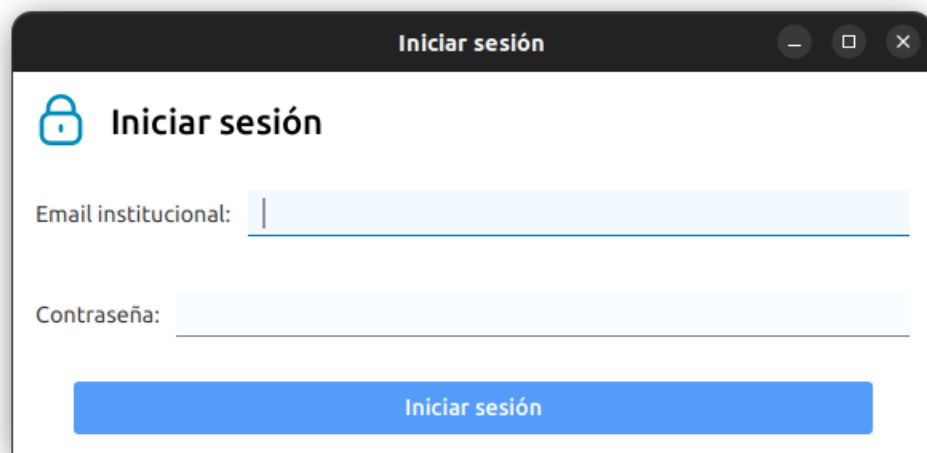 Iniciar sesión
Iniciar sesión
Email institucional:
Contraseña:
Iniciar sesión